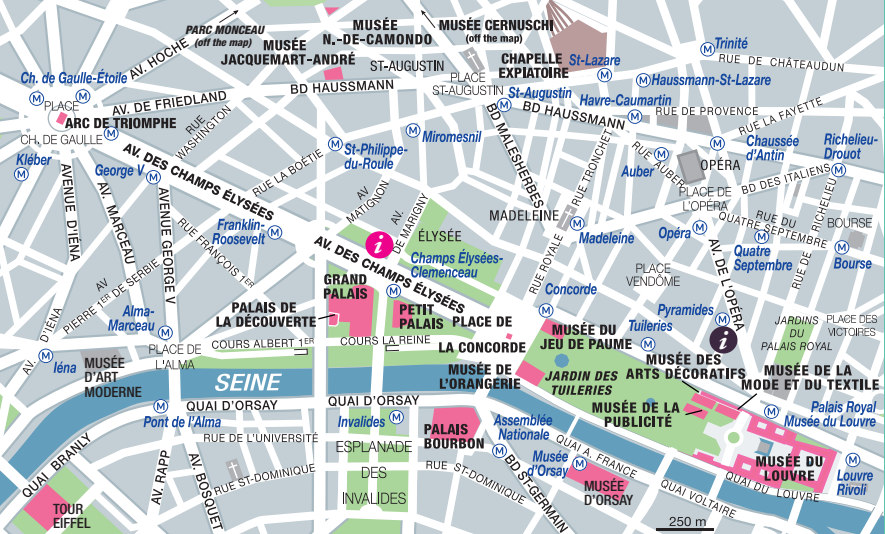 PARC MONCEAU
(off the map)
MUSÉE
N.-DE-CAMONDO
MUSÉE CERNUSCHI
(off the map)
AV. HOCHE
MUSÉE
JACQUEMART-ANDRÉ
ST-AUGUSTIN
PLACE
ST-AUGUSTIN
CHAPELLE
EXPIATOIRE
St-Lazare
M
Trinité
M
RUE DE CHÂTEAUDUN
Ch. de Gaulle-Étoile
M
M
AV. DE FRIEDLAND
BD HAUSSMANN
St-Augustin
M
Haussmann-St-Lazare
M
Havre-Caumartin
M
BD HAUSSMANN
RUE DE PROVENCE
RUE LA FAYETTE
PLACE
ARC DE TRIOMPHE
CH. DE GAULLE
M
RUE
WASHINGTON
Miromesnil
M
BD MALESHERBES
Chaussée
d'Antin
M
Richelieu-
Drouot
M
Kléber
M
AV. DES
CHAMPS ÉLYSÉES
George V
M
RUE LA BOÉTIE
St-Philippe-
du-Roule
M
RUE TRONCHET
RUE AUBER
Auber
M
OPÉRA
PLACE DE
L'OPÉRA
BD DES ITALIENS
AVENUE D'IÉNA
AV. MARCEAU
AVENUE GEORGE V
AV
MATIGNON
AV.
DE MARIGNY
ÉLYSÉE
MADELEINE
Madeleine
M
Opéra
M
RUE DU
QUATRE SEPTEMBRE
Quatre
Septembre
M
RUE DE RICHELIEU
BOURSE
Bourse
M
RUE FRANÇOIS 1ER
Franklin-
Roosevelt
M
i
AV. DES CHAMPS ÉLYSÉES
Champs Élysées-
Clemenceau
M
RUE ROYALE
PLACE
VENDÔME
AV. DE L'OPÉRA
AV
PIERRE 1ER DE SERBIE
GRAND
PALAIS
Concorde
M
Pyramides
M
AV.
D'IÉNA
Alma-
Marceau
M
PALAIS DE
LA DÉCOUVERTE
PETIT
PALAIS
PLACE DE
LA CONCORDE
MUSÉE DU
JEU DE PAUME
Tuileries
M
i
JARDINS
DU
PALAIS ROYAL
PLACE DES
VICTOIRES
Iéna
M
MUSÉE
D'ART
MODERNE
PLACE DE
L'ALMA
COURS ALBERT 1ER
COURS LA REINE
MUSÉE DE
L'ORANGERIE
JARDIN DES
TUILERIES
MUSÉE DES
ARTS DÉCORATIFS
MUSÉE DE LA
MODE ET DU TEXTILE
SEINE
QUAI D'ORSAY
QUAI D'ORSAY
MUSÉE DE LA
PUBLICITÉ
Palais Royal
Musée du Louvre
M
Pont de l'Alma
M
Invalides
M
PALAIS
BOURBON
Assemblée
Nationale
M
QUAI A. FRANCE
RUE DE L'UNIVERSITÉ
ESPLANADE
DES
INVALIDES
QUAI BRANLY
AV. RAPP
AV. BOSQUET
RUE ST-DOMINIQUE
RUE ST-DOMINIQUE
BD ST-GERMAIN
Musée
d'Orsay
M
MUSÉE
D'ORSAY
QUAI VOLTAIRE
QUAI DU LOUVRE
MUSÉE DU
LOUVRE
Louvre
Rivoli
M
TOUR
EIFFEL
250 m